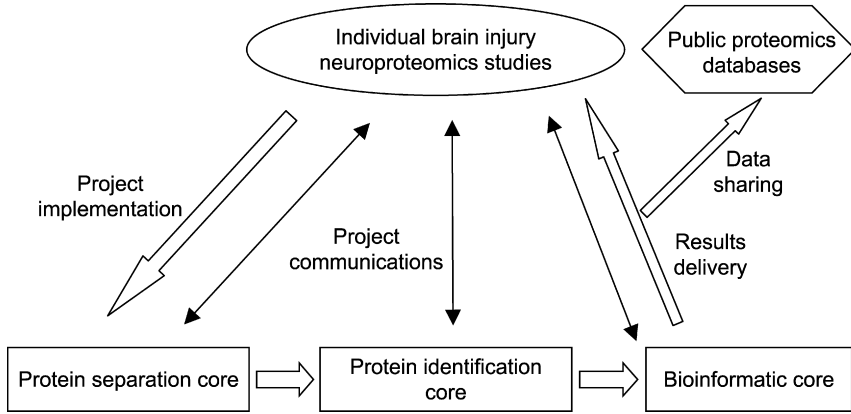 Individual brain injury
neuroproteomics studies
Public proteomics
databases
Project
implementation
Project
communications
Data
sharing
Results
delivery
Protein separation core
Protein identification
core
Bioinformatic core